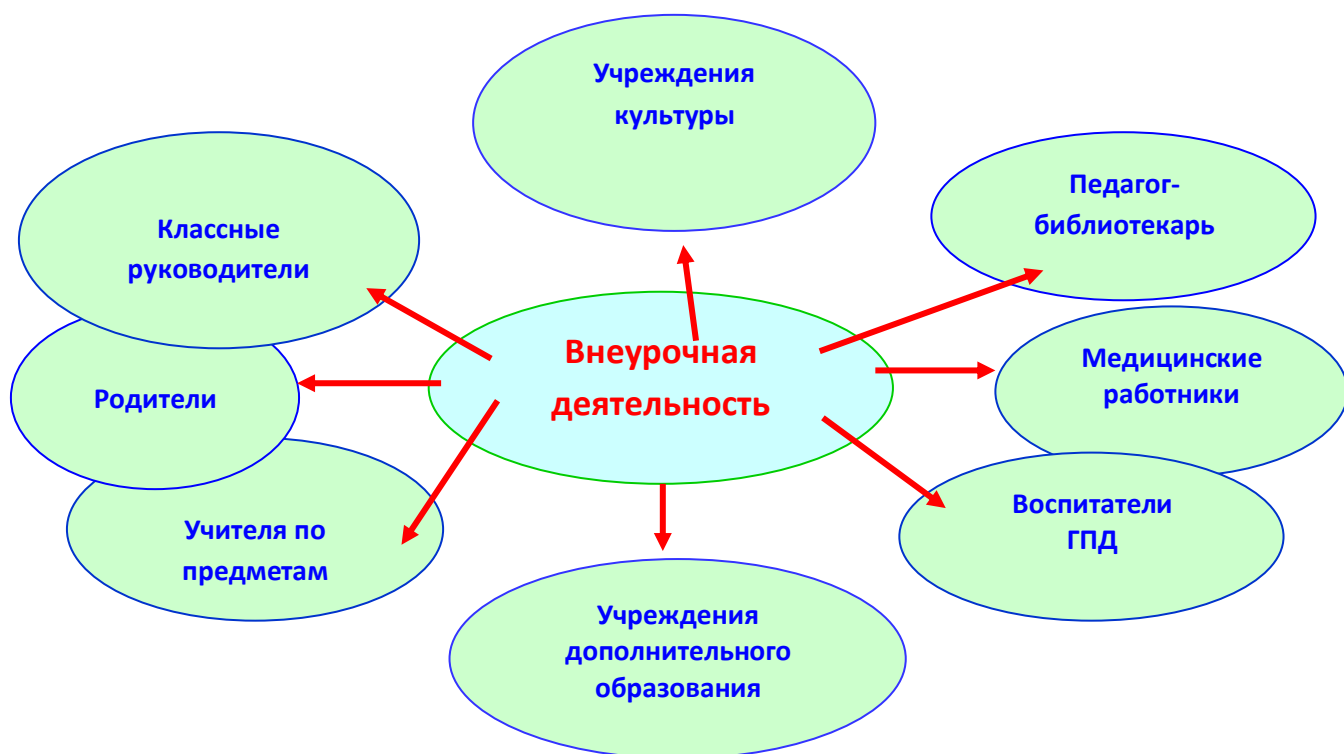 Учреждения
культуры
Педагог-
библиотекарь
Классные
руководители
Внеурочная
деятельность
Медицинские
работники
Родители
Воспитатели
ГПД
Учителя по
предметам
Учреждения
дополнительного
образования